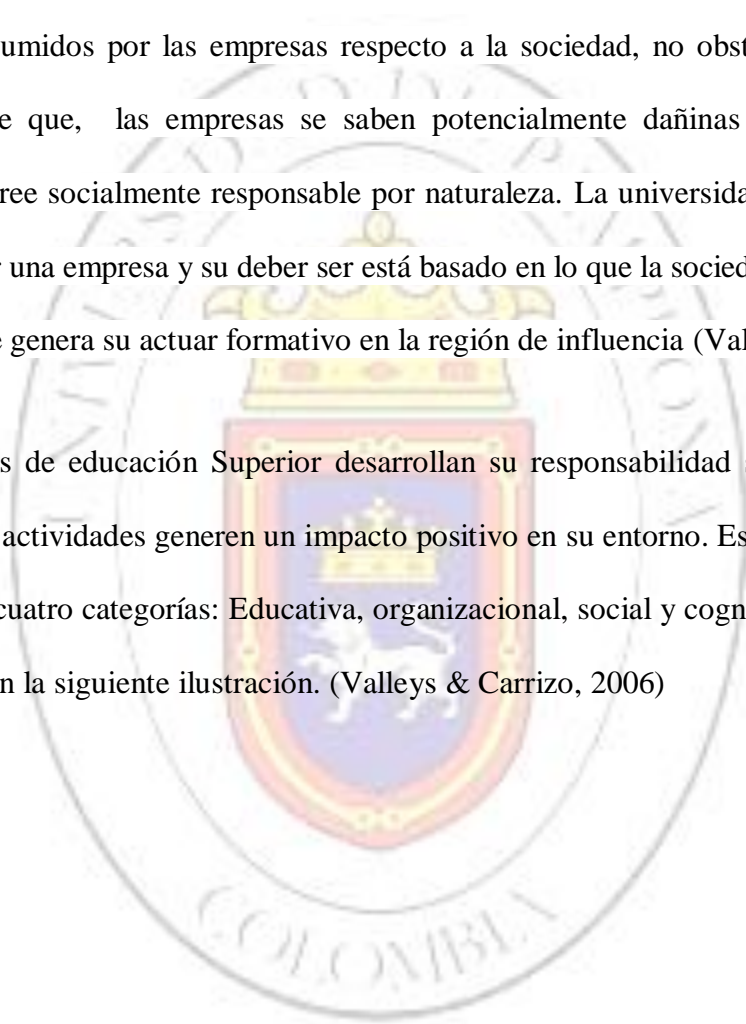 umidos por las empresas respecto a la sociedad, no obst
e que, las empresas se saben potencialmente dañinas
ree socialmente responsable por naturaleza. La universida
r una empresa y su deber ser está basado en lo que la socied
e genera su actuar formativo en la región de influencia (Val
s de educación Superior desarrollan su responsabilidad
actividades generen un impacto positivo en su entorno. Es
cuatro categorías: Educativa, organizacional, social y cogn
n la siguiente ilustración. (Valleys & Carrizo, 2006)
COLOMBIA